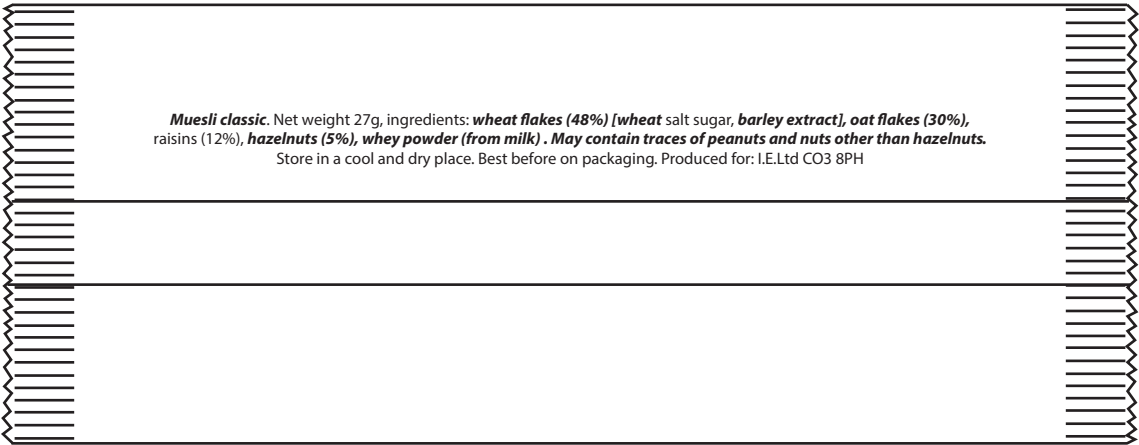 Muesli classic. Net weight 27g, ingredients: wheat flakes (48%) [wheat salt sugar, barley extract], oat flakes (30%),
raisins (12%), hazelnuts (5%), whey powder (from milk) . May contain traces of peanuts and nuts other than hazelnuts.
Store in a cool and dry place. Best before on packaging. Produced for: I.E.Ltd CO3 8PH